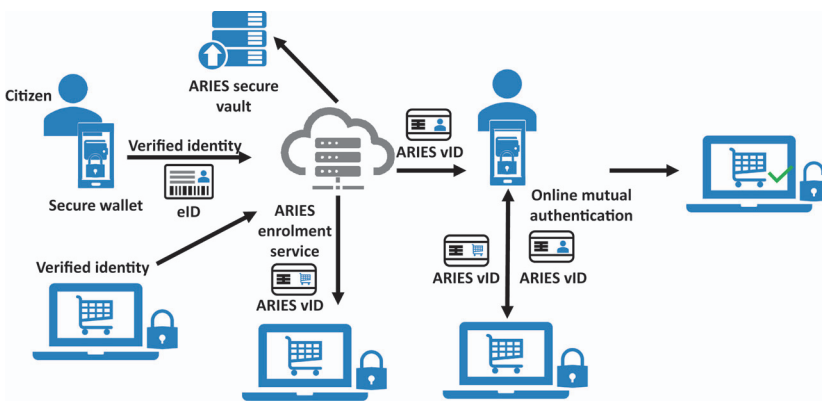 Citizen
ARIES secure
vault
Verified identity
eID
Secure wallet
ARIES vID
ARIES
enrolment
service
Online mutual
authentication
Verified identity
ARIES vID
ARIES vID
ARIES vID